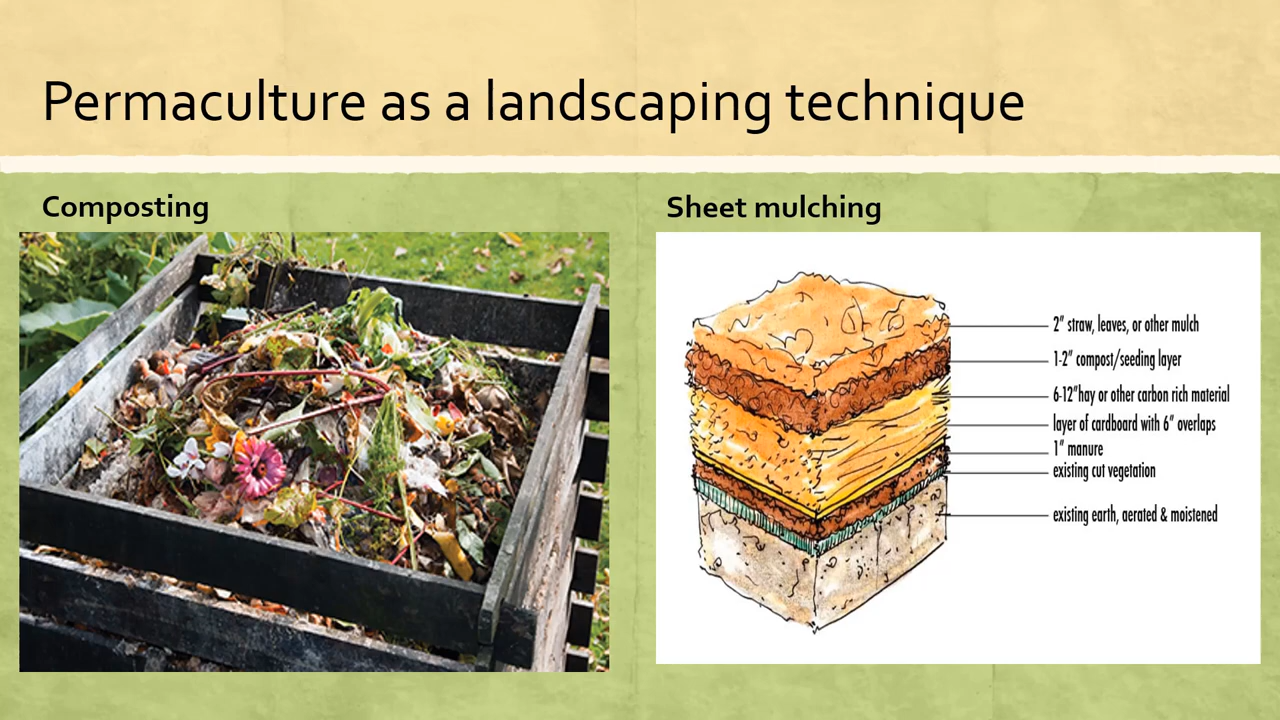 Permaculture as a landscaping technique
Composting
Sheet mulching
2" straw, leaves, or other mulch
1-2" compost/seeding layer
6-12"hay or other carbon rich material
layer of cardboard with 6" overlaps
1" manure
existing cut vegetation
existing earth, aerated & moistened